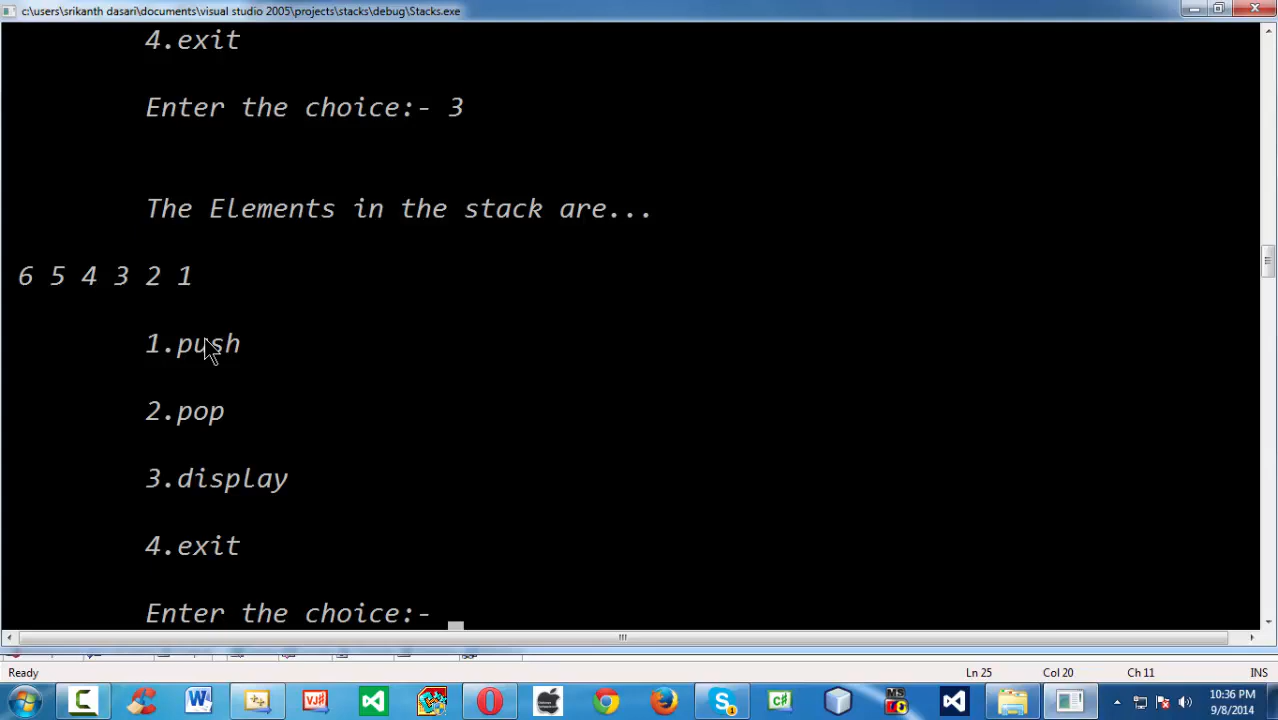 c:\users\srikanth dasari\documents\visual studio 2005\projects\stacks\debug\Stacks.exe
4.exit
Enter the choice:- 3
The Elements in the stack are...
6 5 4 3 2 1
1.push
2.pop
3.display
4.exit
Enter the choice:-
Ready Ln 25 Col 20 Ch 11 INS
10:36 PM
9/8/2014